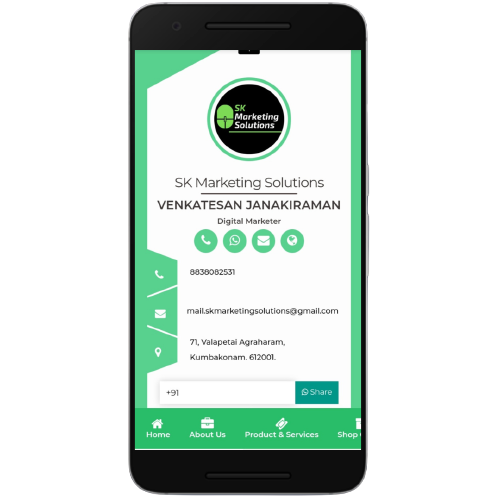 SK
Marketing
Solutions
SK Marketing Solutions
VENKATESAN JANAKIRAMAN
Digital Marketer
8838082531
mail.skmarketingsolutions@gmail.com
71, Valapetai Agraharam,
Kumbakonam. 612001.
+91
Share
Home
About Us
Product & Services
Shop